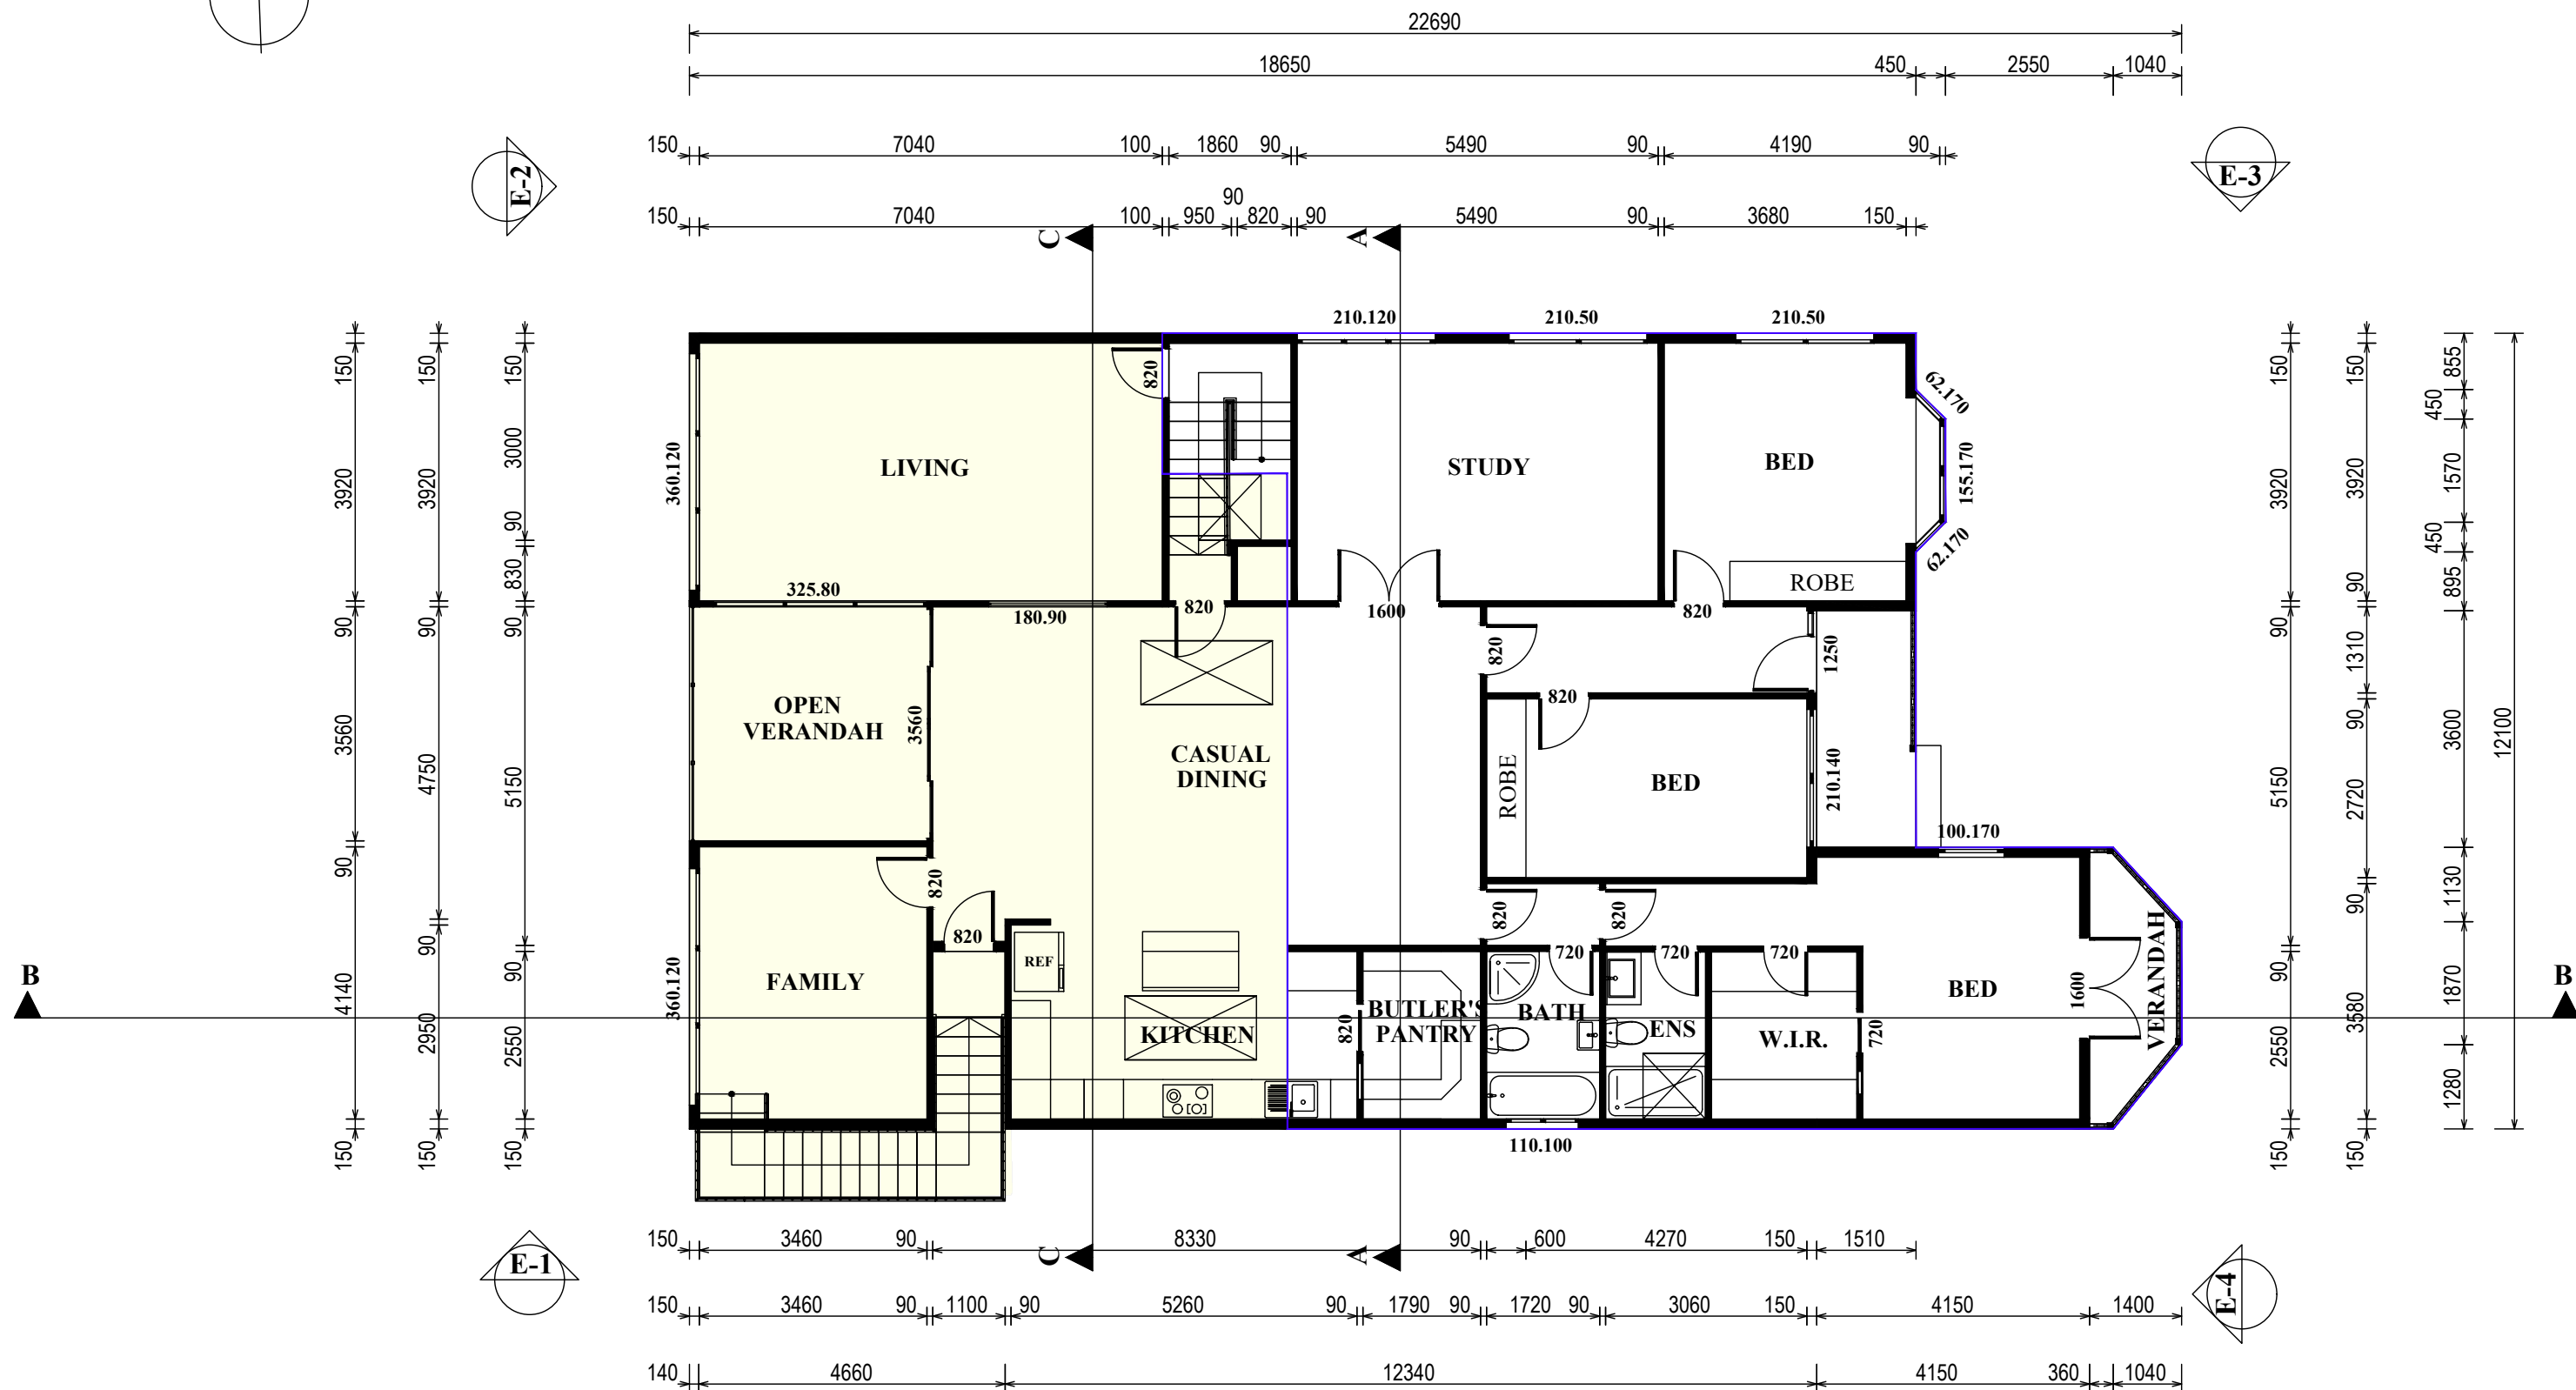 22690
18650 450 2550 1040
150 7040 100 1860 90 5490 90 4190 90
90
150 7040 100 950 820 90 5490 90 3680 150
E-2
E-3
C
A
210.120 210.50 210.50
150 3920 90 3560 90 4140 150
150 3920 90 4750 90 2950 150
150 3000 90 830 90 5150 90 2550 150
360.120
LIVING
820
STUDY
BED
62.170
155.170
62.170
ROBE
325.80
180.90
820
1600
820
OPEN
VERANDAH
3560
CASUAL
DINING
820
820
1250
ROBE
BED
210.140
100.170
820
820
820
820
REF
720
720
720
FAMILY
360.120
KITCHEN
820
BUTLER'S
PANTRY
BATH
ENS
W.I.R.
720
BED
1600
VERANDAH
110.100
B
B
150 3920 90 5150 90 2550 150
150 3920 90 1310 90 2720 90 3580 150
855 450 1570 450 895 3600 1130 1870 1280
12100
E-1
E-4
C
A
150 3460 90 8330 90 600 4270 150 1510
150 3460 90 1100 90 5260 90 1790 90 1720 90 3060 150 4150 1400
140 4660 12340 4150 360 1040